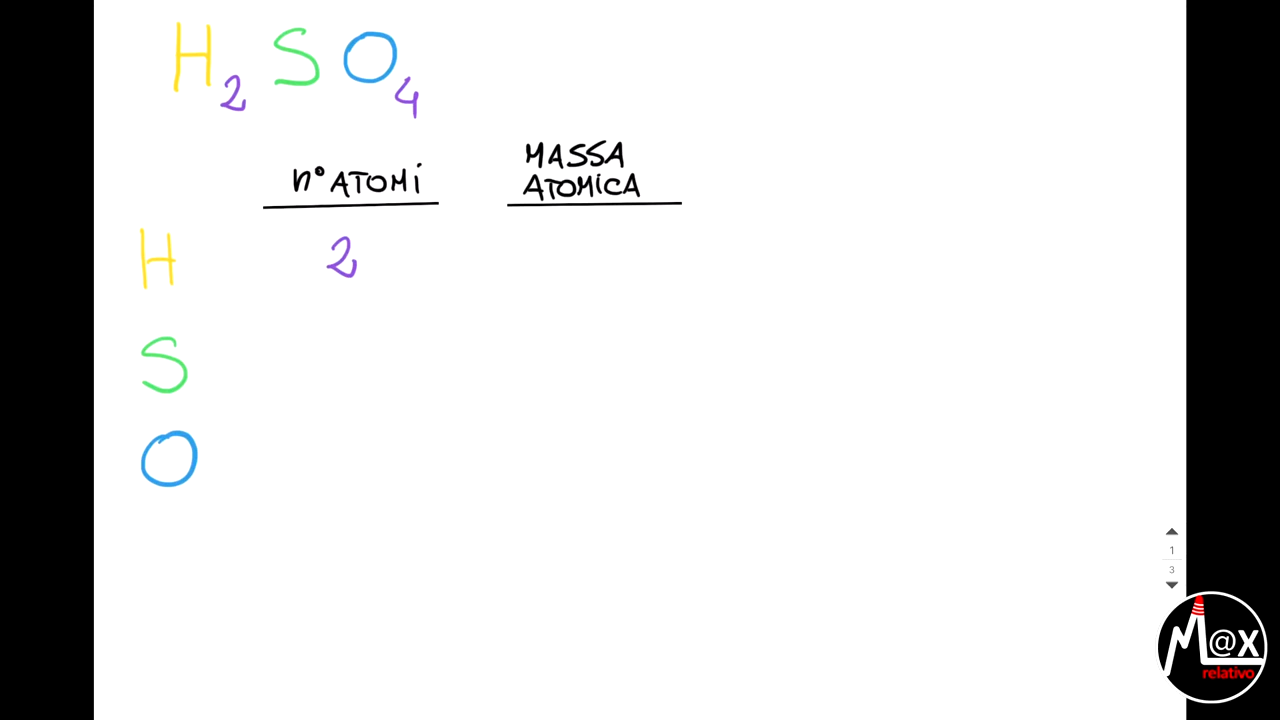 H2SO4
n° ATOMI
MASSA
ATOMICA
H 2
S
O
1
3
M@x
relativo